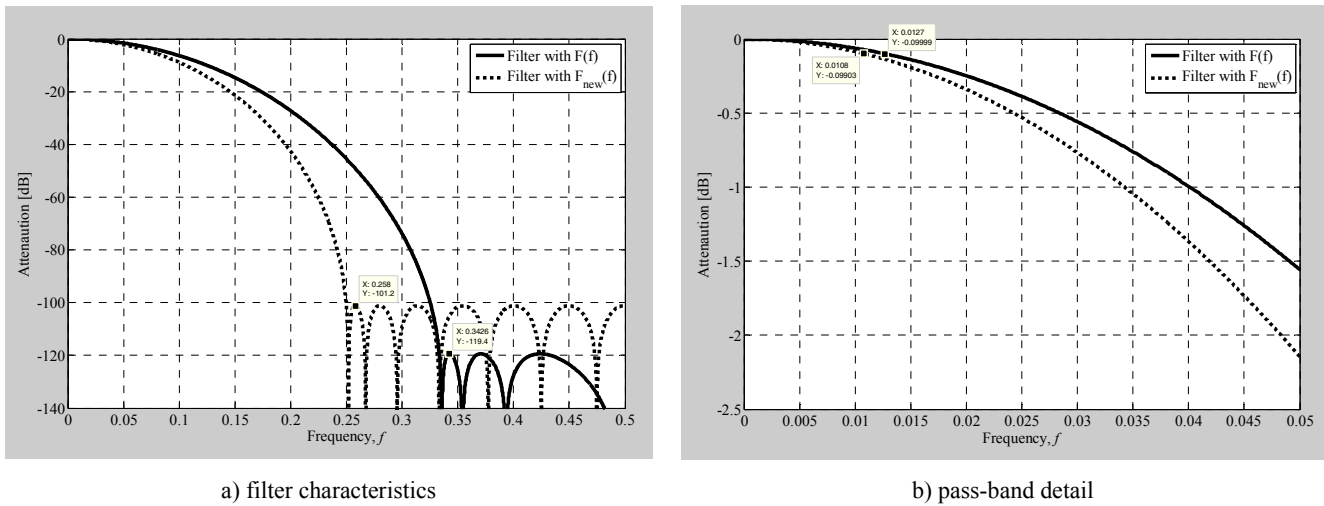 0
-20
-40
-60
-80
-100
-120
-140
Attenaution [dB]
0 0.05 0.1 0.15 0.2 0.25 0.3 0.35 0.4 0.45 0.5
Frequency, f
Filter with F(f)
Filter with Fnew(f)
X: 0.258
Y: -101.2
X: 0.3426
Y: -119.4
a) filter characteristics
0
-0.5
-1
-1.5
-2
-2.5
Attenaution [dB]
0 0.005 0.01 0.015 0.02 0.025 0.03 0.035 0.04 0.045 0.05
Frequency, f
X: 0.0127
Y: -0.09999
X: 0.0108
Y: -0.09903
Filter with F(f)
Filter with Fnew(f)
b) pass-band detail